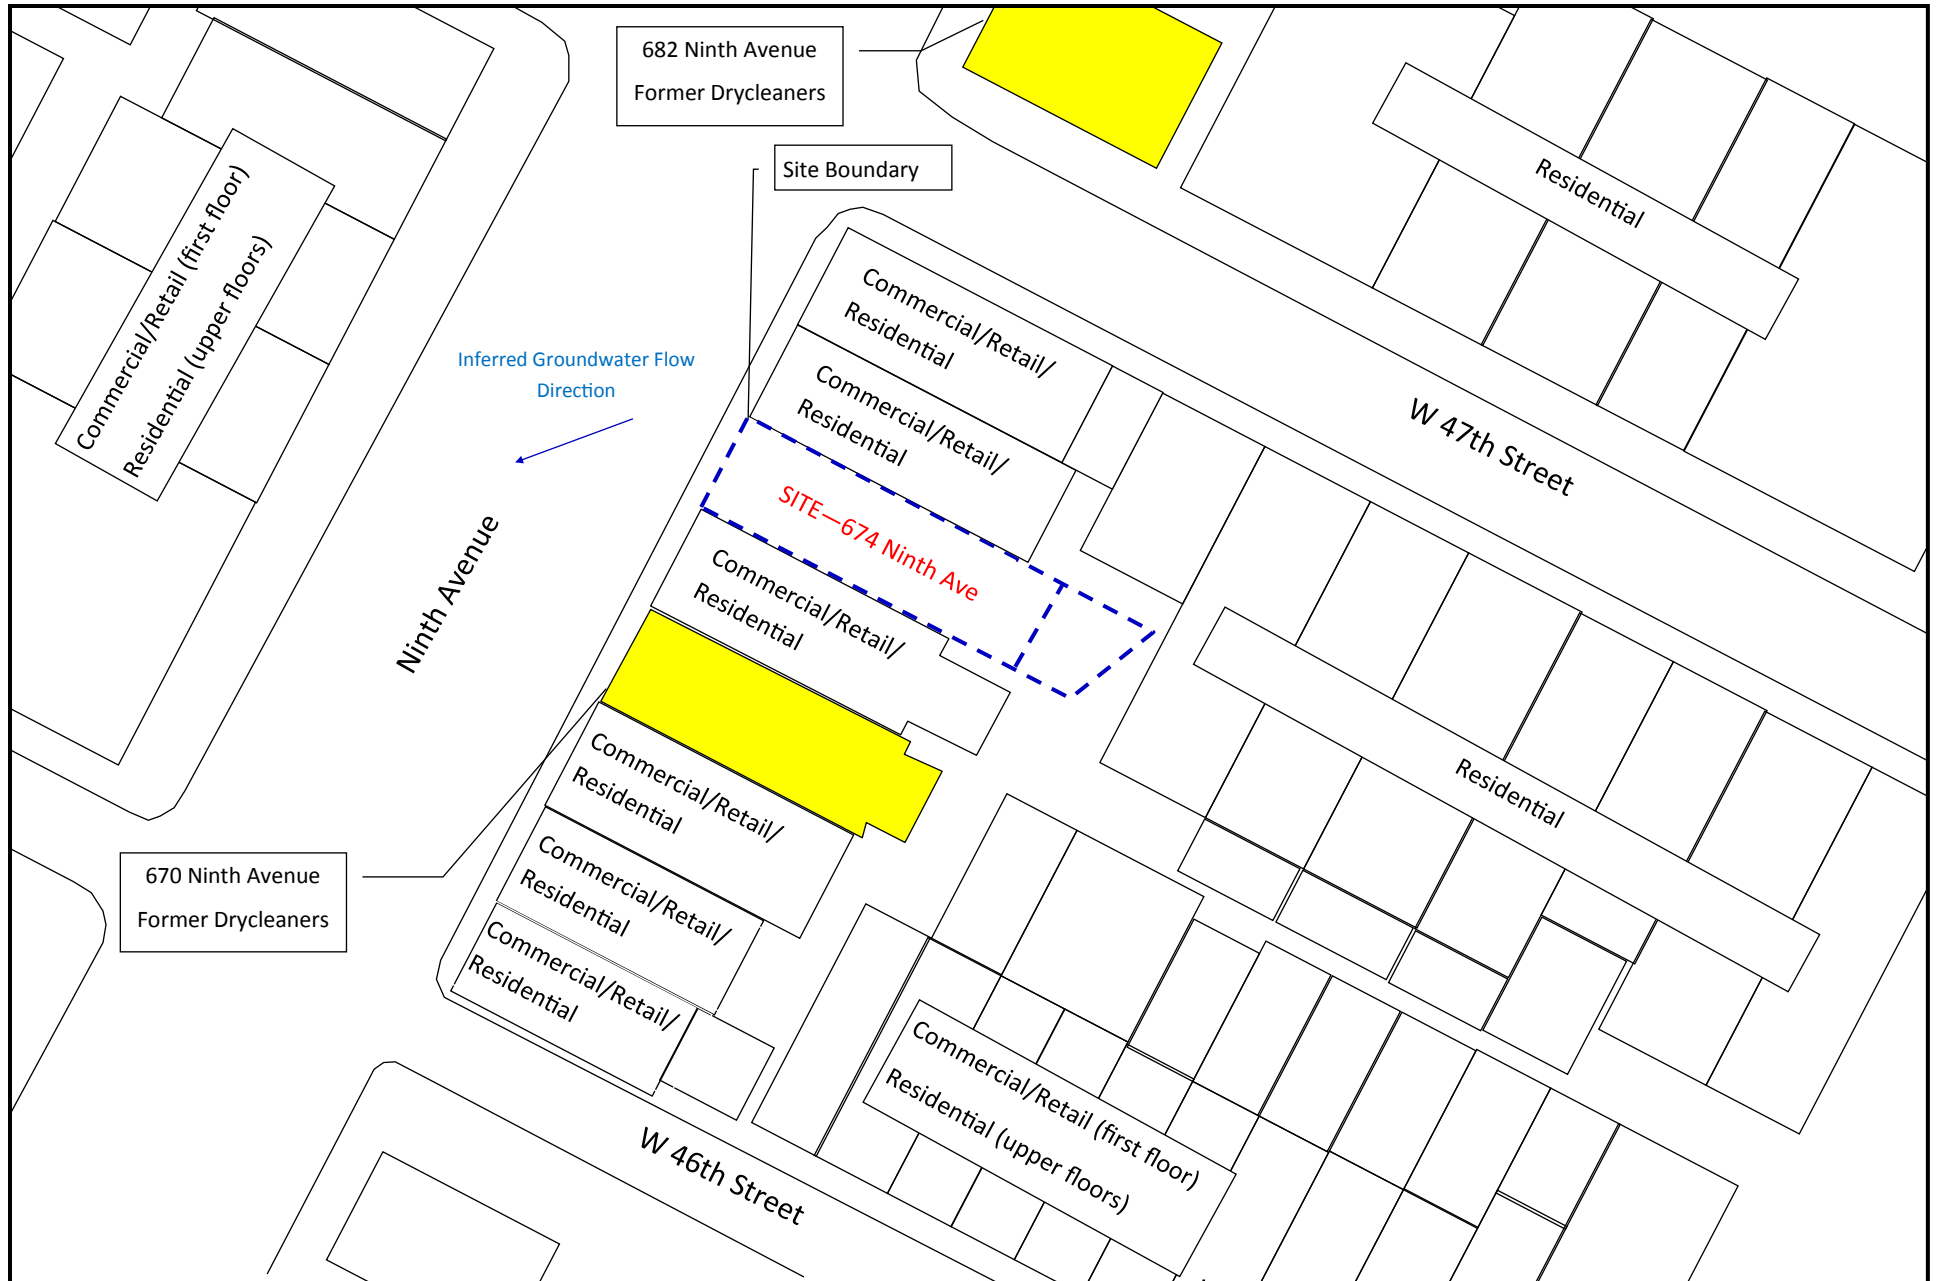 682 Ninth Avenue
Former Drycleaners
Site Boundary
Residential
Commercial/Retail (first floor)
Residential (upper floors)
Inferred Groundwater Flow
Direction
Commercial/Retail/
Residential
Commercial/Retail/
Residential
W 47th Street
SITE—674 Ninth Ave
Ninth Avenue
Commercial/Retail/
Residential
Commercial/Retail/
Residential
Residential
670 Ninth Avenue
Former Drycleaners
Commercial/Retail/
Residential
Commercial/Retail/
Residential
Commercial/Retail (first floor)
Residential (upper floors)
W 46th Street